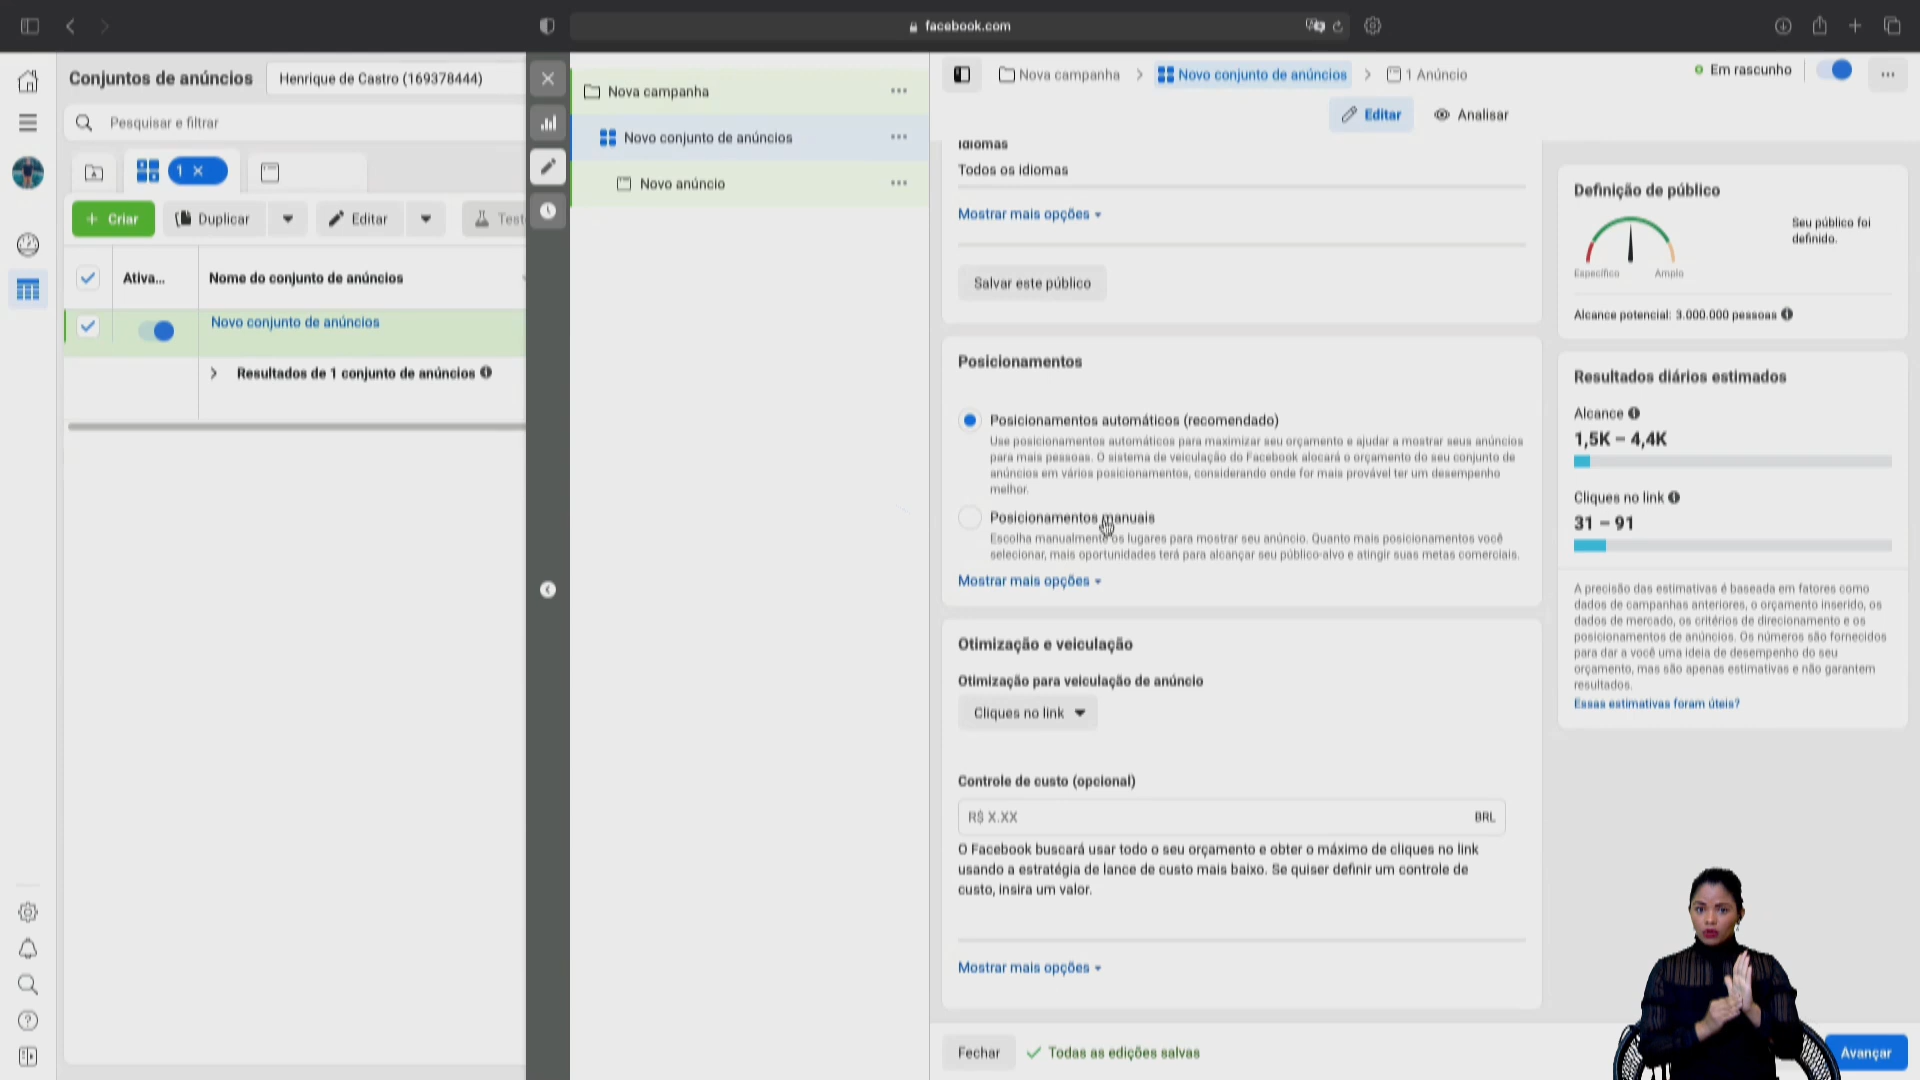 facebook.com
Conjuntos de anúncios
Henrique de Castro (169378444)
Pesquisar e filtrar
1 ×
+ Criar
Duplicar
Editar
Ativa...
Nome do conjunto de anúncios
Novo conjunto de anúncios
Resultados de 1 conjunto de anúncios
Nova campanha
Novo conjunto de anúncios
Novo anúncio
Nova campanha
Novo conjunto de anúncios
1 Anúncio
Em rascunho
Editar
Analisar
Idiomas
Todos os idiomas
Mostrar mais opções
Salvar este público
Posicionamentos
Posicionamentos automáticos (recomendado)
Use posicionamentos automáticos para maximizar seu orçamento e ajudar a mostrar seus anúncios
para mais pessoas. O sistema de veiculação do Facebook alocará o orçamento do seu conjunto de
anúncios em vários posicionamentos, considerando onde for mais provável ter um desempenho
melhor.
Posicionamentos manuais
Escolha manualmente os lugares para mostrar seu anúncio. Quanto mais posicionamentos você
selecionar, mais oportunidades terá para alcançar seu público-alvo e atingir suas metas comerciais.
Mostrar mais opções
Otimização e veiculação
Otimização para veiculação de anúncio
Cliques no link
Controle de custo (opcional)
R$ X.XX
BRL
O Facebook buscará usar todo o seu orçamento e obter o máximo de cliques no link
usando a estratégia de lance de custo mais baixo. Se quiser definir um controle de
custo, insira um valor.
Mostrar mais opções
Fechar
Todas as edições salvas
Avançar
Definição de público
Seu público foi
definido.
Específico
Amplo
Alcance potencial: 3.000.000 pessoas
Resultados diários estimados
Alcance
1,5K – 4,4K
Cliques no link
31 – 91
A precisão das estimativas é baseada em fatores como
dados de campanhas anteriores, o orçamento inserido, os
dados de mercado, os critérios de direcionamento e os
posicionamentos de anúncios. Os números são fornecidos
para dar a você uma ideia de desempenho do seu
orçamento, mas são apenas estimativas e não garantem
resultados.
Essas estimativas foram úteis?